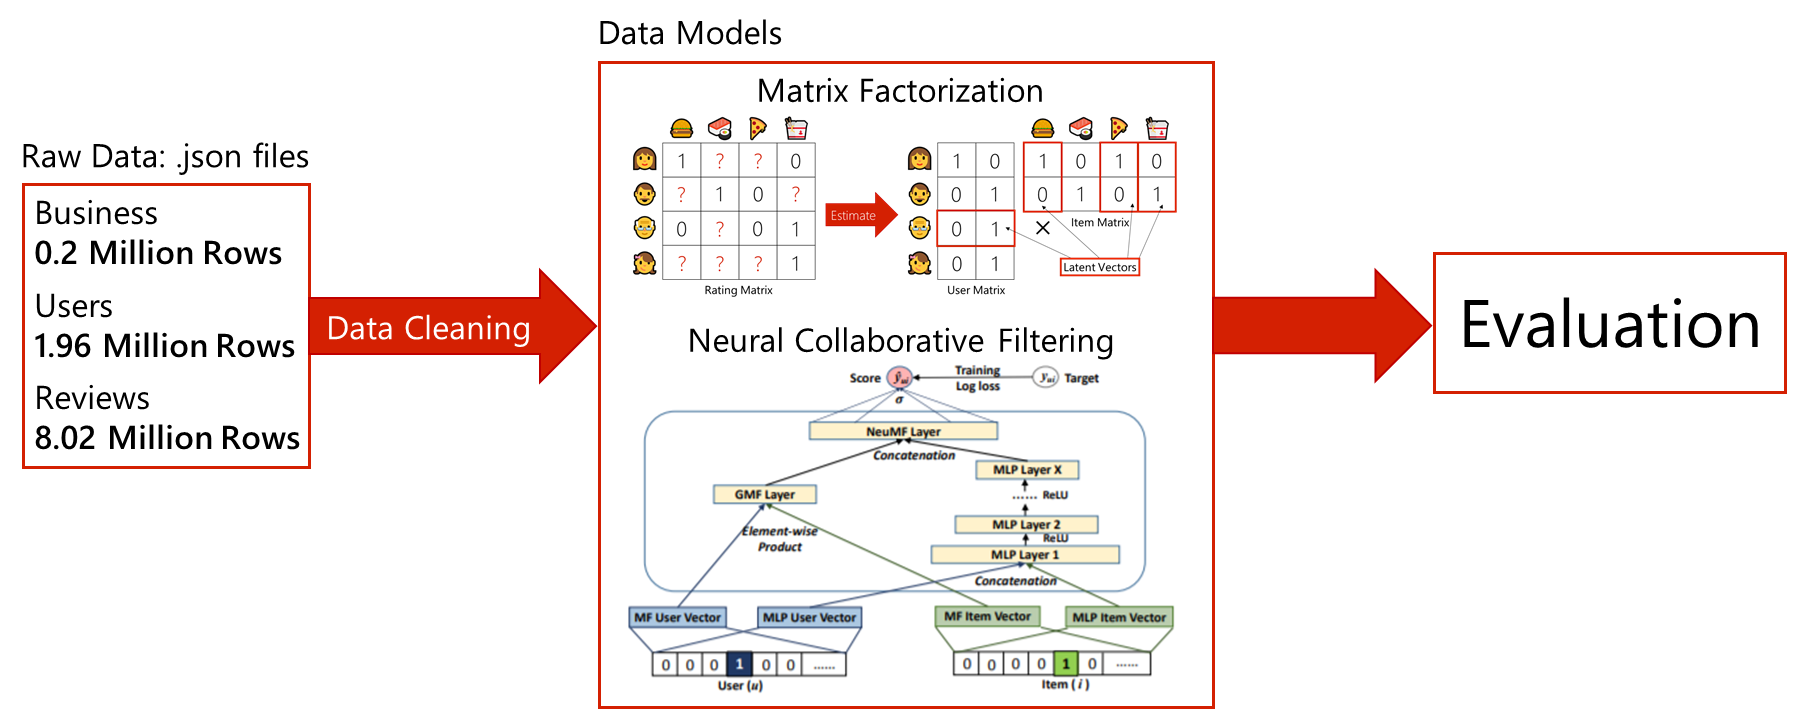 Data Models
Raw Data: .json files
Business
0.2 Million Rows
Users
1.96 Million Rows
Reviews
8.02 Million Rows
Data Cleaning
Matrix Factorization
1 ? ? 0
? 1 0 ?
0 ? 0 1
? ? ? 1
Rating Matrix
Estimate
1 0
0 1
0 1
0 1
User Matrix
×
1 0 1 0
0 1 0 1
Item Matrix
Latent Vectors
Neural Collaborative Filtering
Score ŷui Training yui Target
Log loss
σ
NeuMF Layer
Concatenation
MLP Layer X
...... ReLU
GMF Layer
MLP Layer 2
Element-wise
Product
ReLU
MLP Layer 1
Concatenation
MF User Vector MLP User Vector MF Item Vector MLP Item Vector
0 0 0 1 0 0 ......
0 0 0 0 1 0 ......
User (u)
Item ( i )
Evaluation